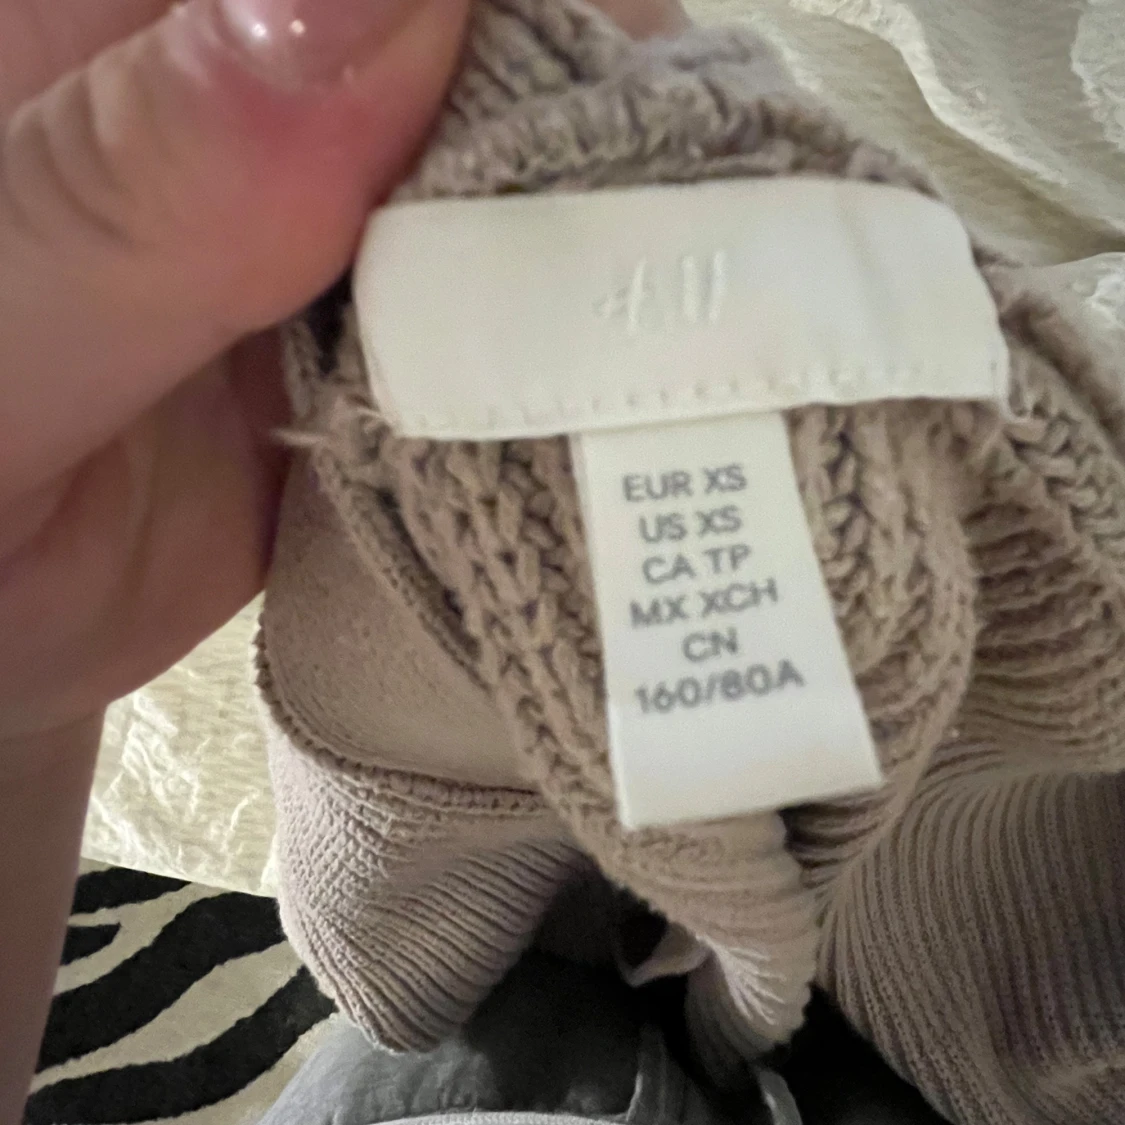 EUR XS
US XS
CA TP
MX XCH
CN
160/80A